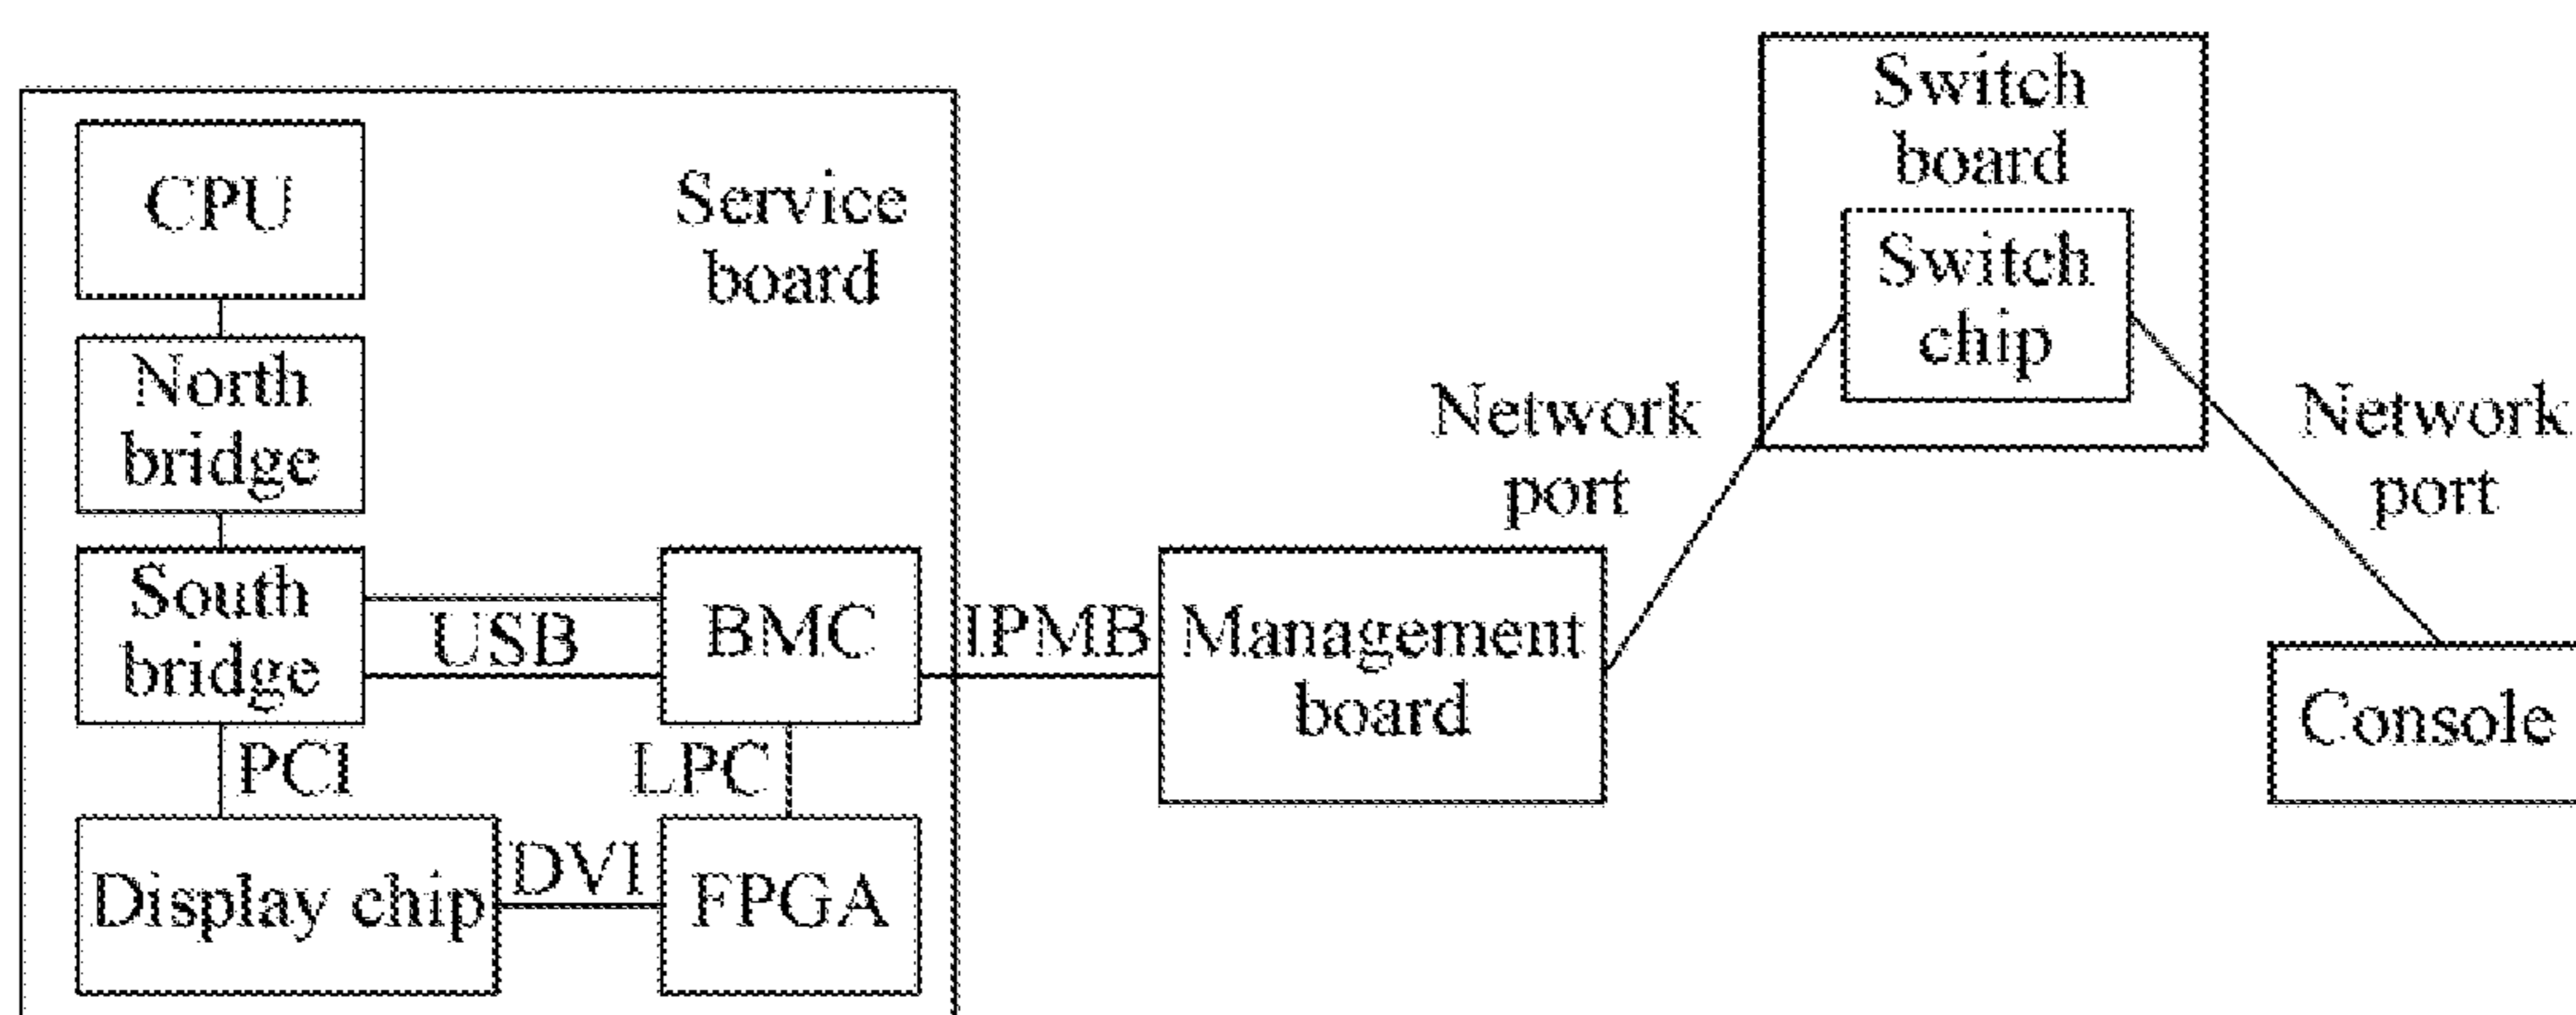 CPU
Service
board
North
bridge
South
bridge
USB
BMC
IPMB
PCI
LPC
Display chip
DVI
FPGA
Management
board
Network
port
Switch
board
Switch
chip
Network
port
Console